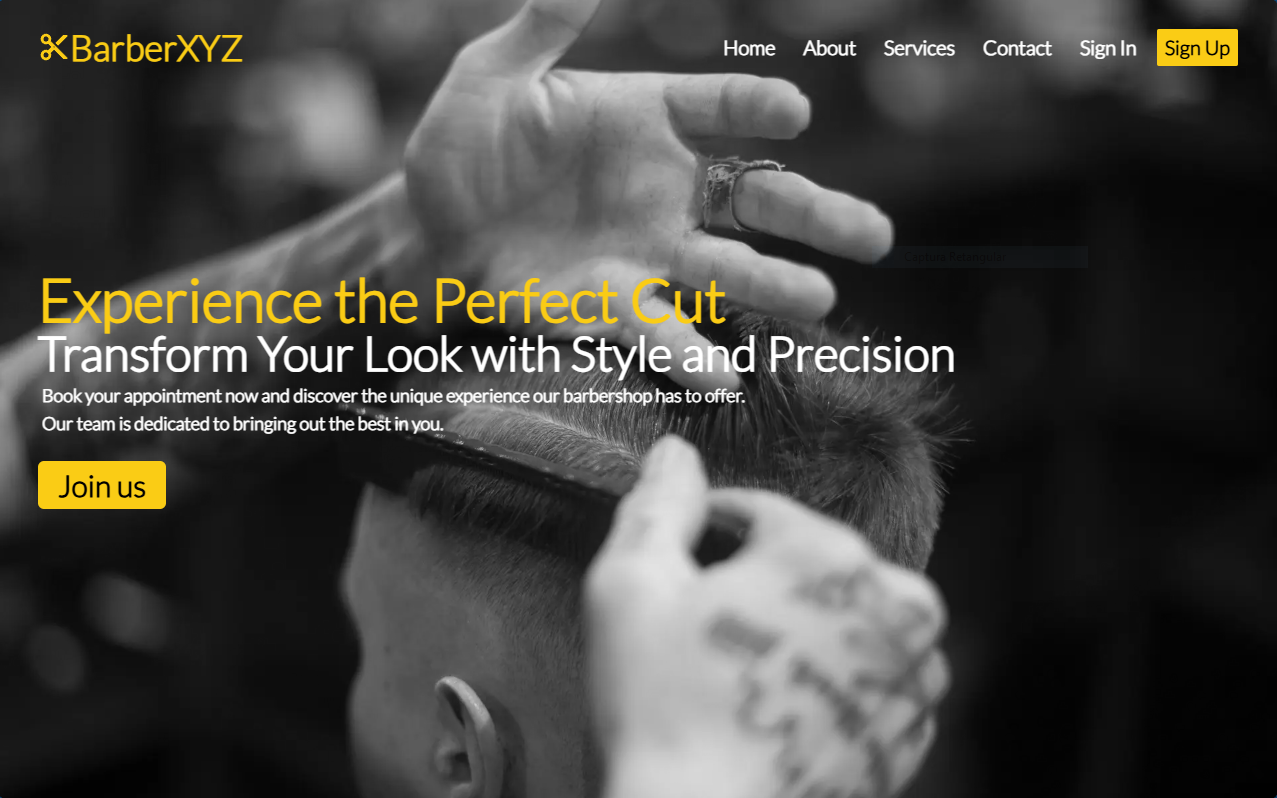 BarberXYZ
Home About Services Contact Sign In Sign Up
Experience the Perfect Cut
Transform Your Look with Style and Precision
Book your appointment now and discover the unique experience our barbershop has to offer.
Our team is dedicated to bringing out the best in you.
Join us